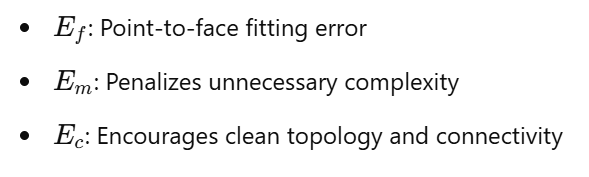 • E_f: Point-to-face fitting error
• E_m: Penalizes unnecessary complexity
• E_c: Encourages clean topology and connectivity